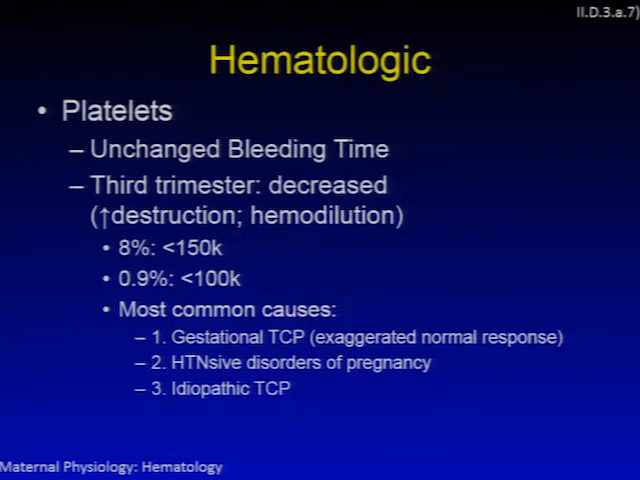 II.D.3.a.7)
Hematologic
• Platelets
– Unchanged Bleeding Time
– Third trimester: decreased
(↑destruction; hemodilution)
• 8%: <150k
• 0.9%: <100k
• Most common causes:
– 1. Gestational TCP (exaggerated normal response)
– 2. HTNsive disorders of pregnancy
– 3. Idiopathic TCP
Maternal Physiology: Hematology